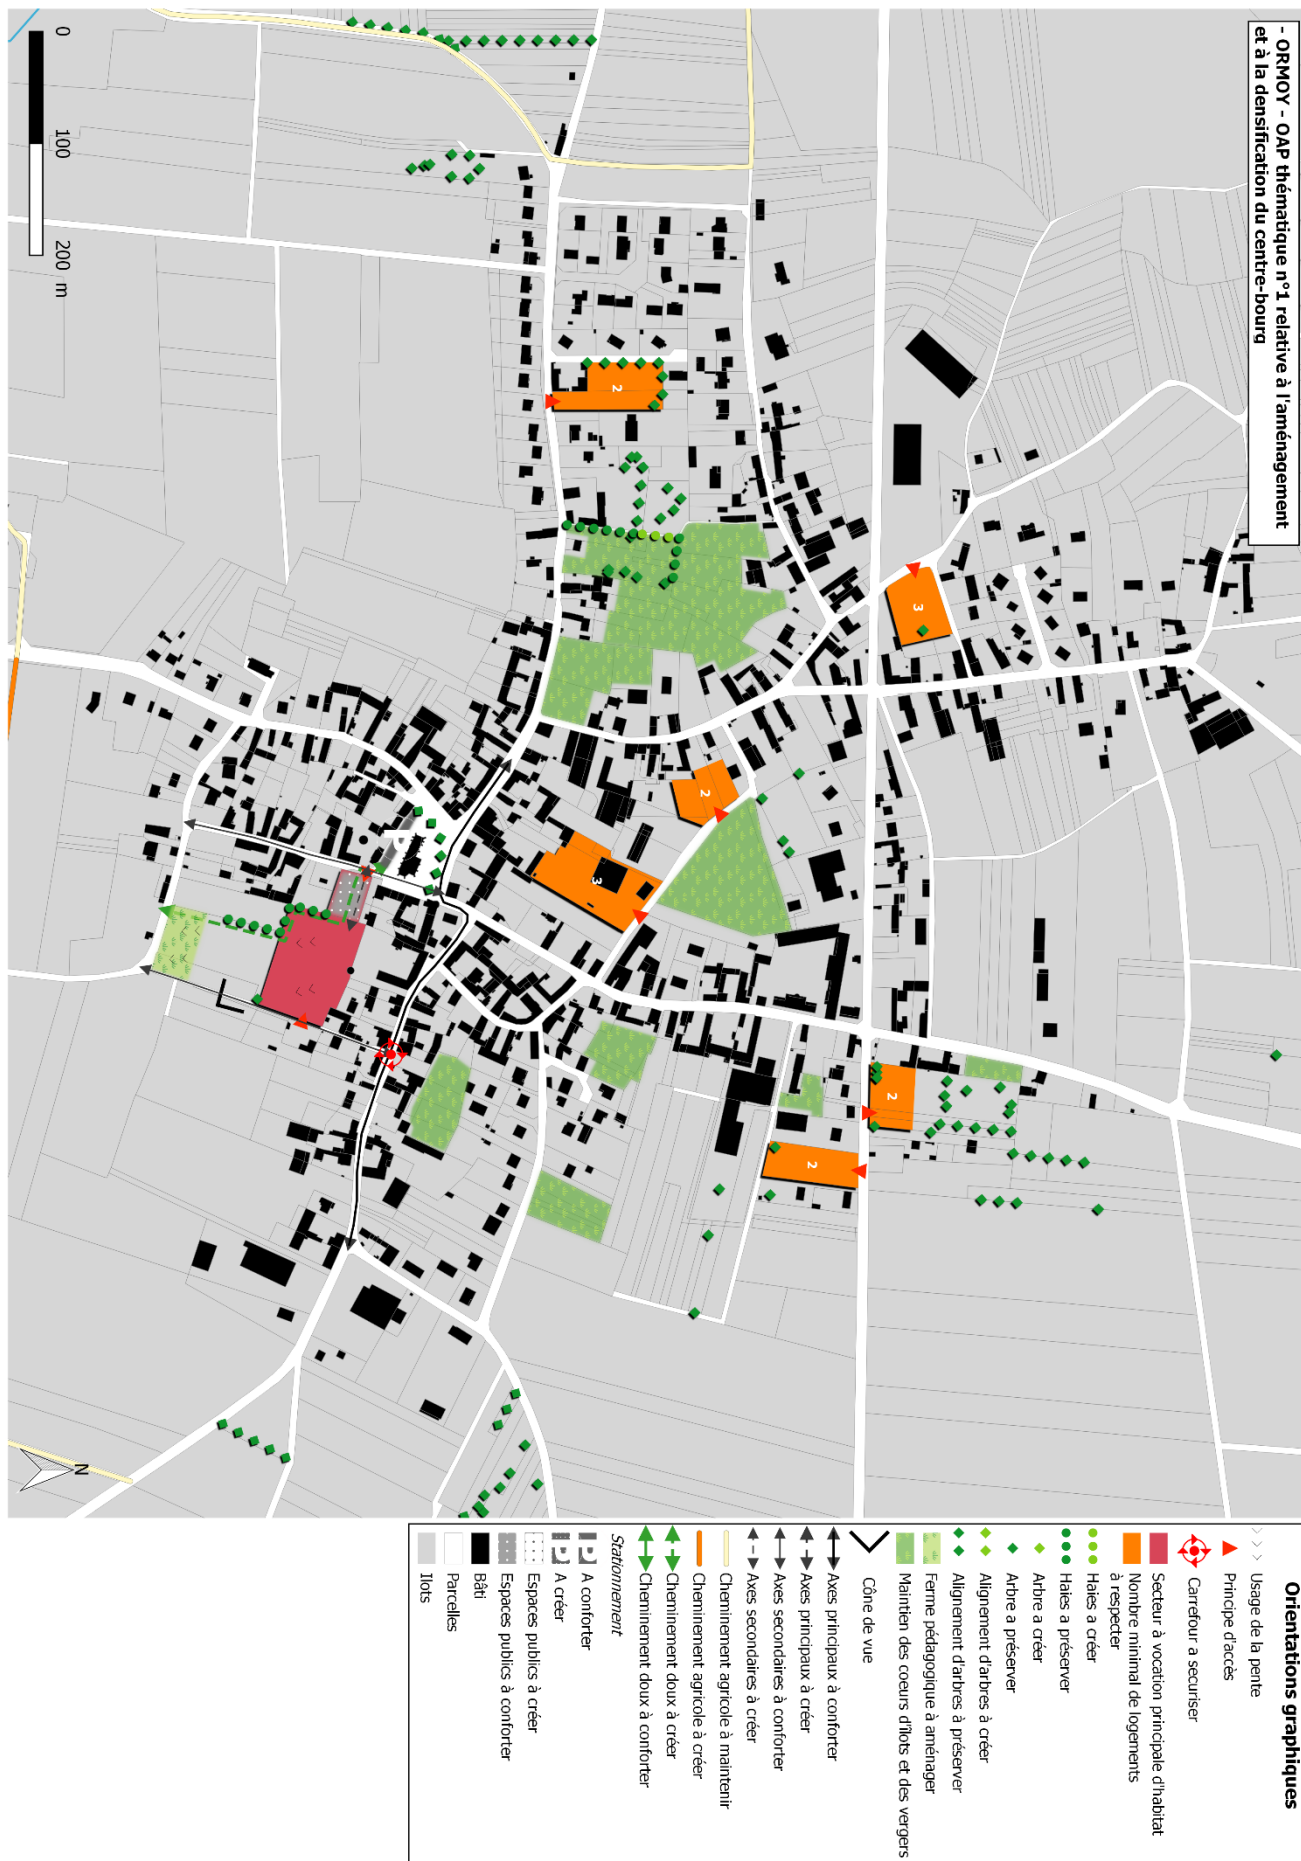 - ORMOY - OAP thématique n°1 relative à l'aménagement
et à la densification du centre-bourg
0
100
200 m
2
3
2
3
2
2
P
N
Orientations graphiques
Usage de la pente
Principe d'accès
Carrefour a securiser
Secteur à vocation principale d'habitat
Nombre minimal de logements
à respecter
Haies a créer
Haies a préserver
Arbre a créer
Arbre a préserver
Alignement d'arbres à créer
Alignement d'arbres à préserver
Ferme pédagogique à aménager
Maintien des coeurs d'îlots et des vergers
Cône de vue
Axes principaux à conforter
Axes principaux à créer
Axes secondaires à conforter
Axes secondaires à créer
Cheminement agricole à maintenir
Cheminement agricole à créer
Cheminement doux à créer
Cheminement doux à conforter
Stationnement
P A conforter
P A créer
Espaces publics à créer
Espaces publics à conforter
Bâti
Parcelles
Ilots